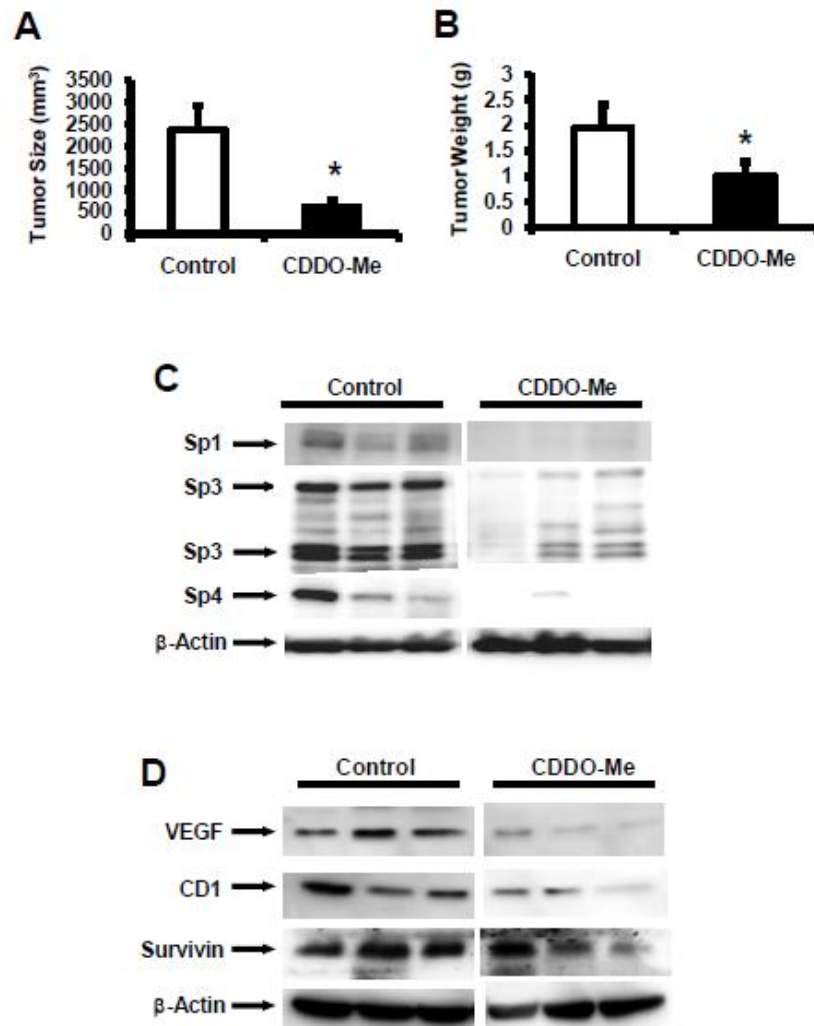 A
B
Tumor Size (mm³)
3500
3000
2500
2000
1500
1000
500
0
*
Control CDDO-Me
Tumor Weight (g)
3
2.5
2
1.5
1
0.5
0
*
Control CDDO-Me
C
Control CDDO-Me
Sp1
Sp3
Sp3
Sp4
β-Actin
D
Control CDDO-Me
VEGF
CD1
Survivin
β-Actin